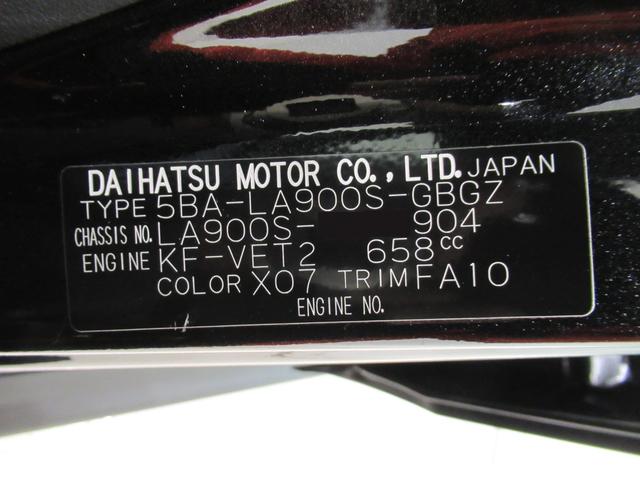 DAIHATSU MOTOR CO., LTD. JAPAN
TYPE 5BA-LA900S-GBGZ
CHASSIS NO. LA900S- 904
ENGINE KF-VET2 658cc
COLOR X07 TRIM FA10
ENGINE NO.